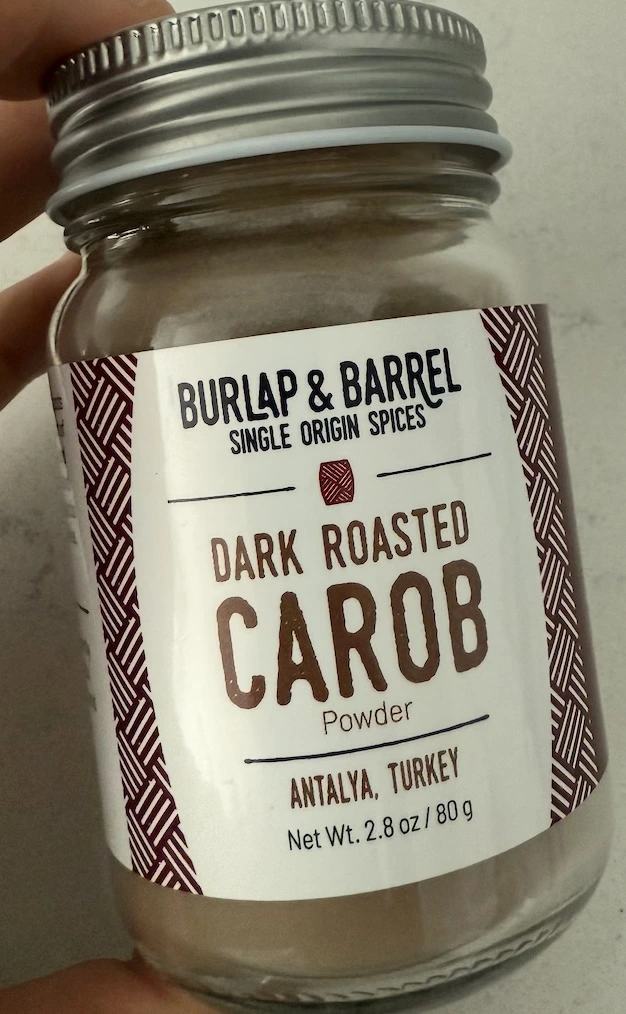 BURLAP & BARREL
SINGLE ORIGIN SPICES
DARK ROASTED
CAROB
Powder
ANTALYA, TURKEY
Net Wt. 2.8 oz / 80 g